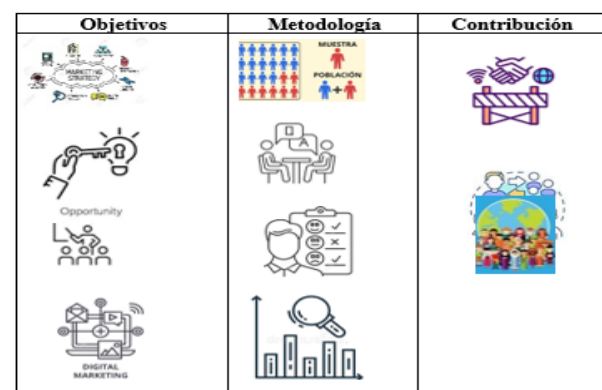 Objetivos
Metodología
Contribución
MARKETING
STRATEGY
MUESTRA
POBLACIÓN
Q
A
Opportunity
DIGITAL
MARKETING